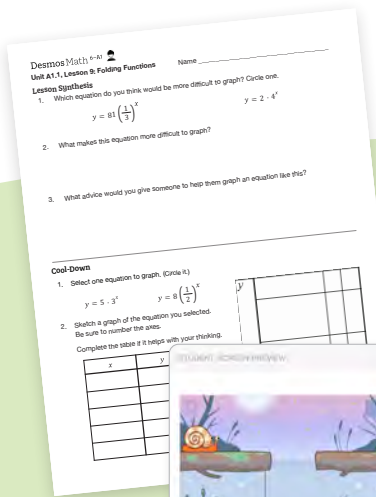 Desmos Math 6–A1
Unit A1.1, Lesson 9: Folding Functions Name
Lesson Synthesis
1. Which equation do you think would be more difficult to graph? Circle one.
y = 81(1/3)^x y = 2 · 4^x
2. What makes this equation more difficult to graph?
3. What advice would you give someone to help them graph an equation like this?
Cool-Down
1. Select one equation to graph. (Circle it.)
y = 5 · 3^x y = 8(1/2)^x
2. Sketch a graph of the equation you selected.
Be sure to number the axes.
Complete the table if it helps with your thinking.
x y
y
STUDENT SCREEN PREVIEW